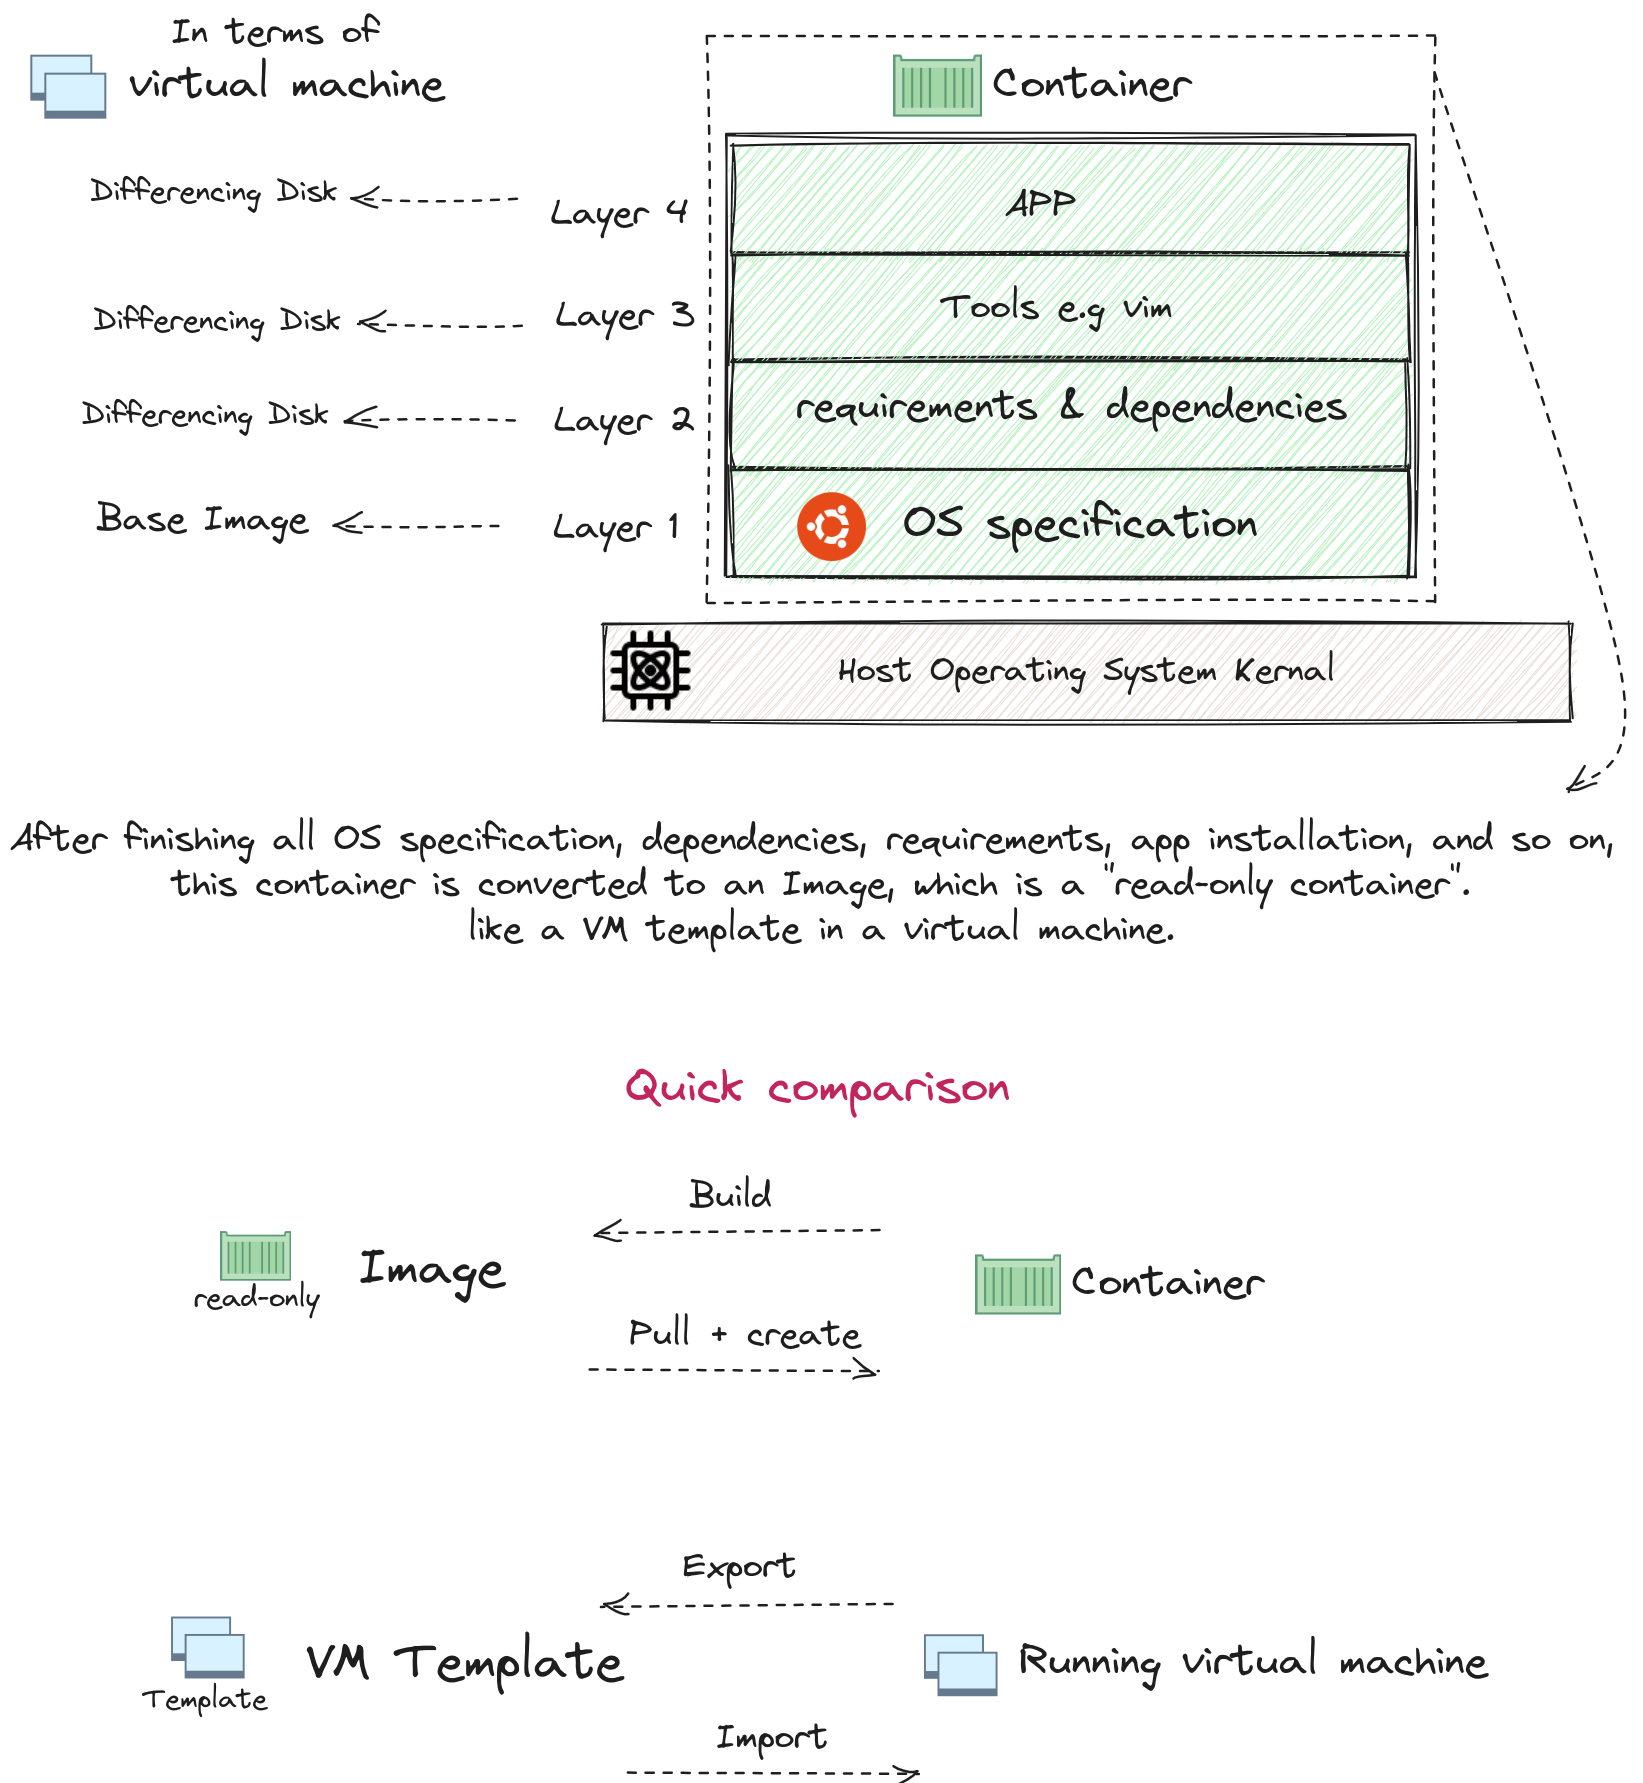 In terms of
virtual machine
Container
Differencing Disk
Layer 4
APP
Differencing Disk
Layer 3
Tools e.g vim
Differencing Disk
Layer 2
requirements & dependencies
Base Image
Layer 1
OS specification
Host Operating System Kernal
After finishing all OS specification, dependencies, requirements, app installation, and so on,
this container is converted to an Image, which is a "read-only container".
like a VM template in a virtual machine.
Quick comparison
Build
Image
read-only
Container
Pull + create
Export
VM Template
Template
Running virtual machine
Import